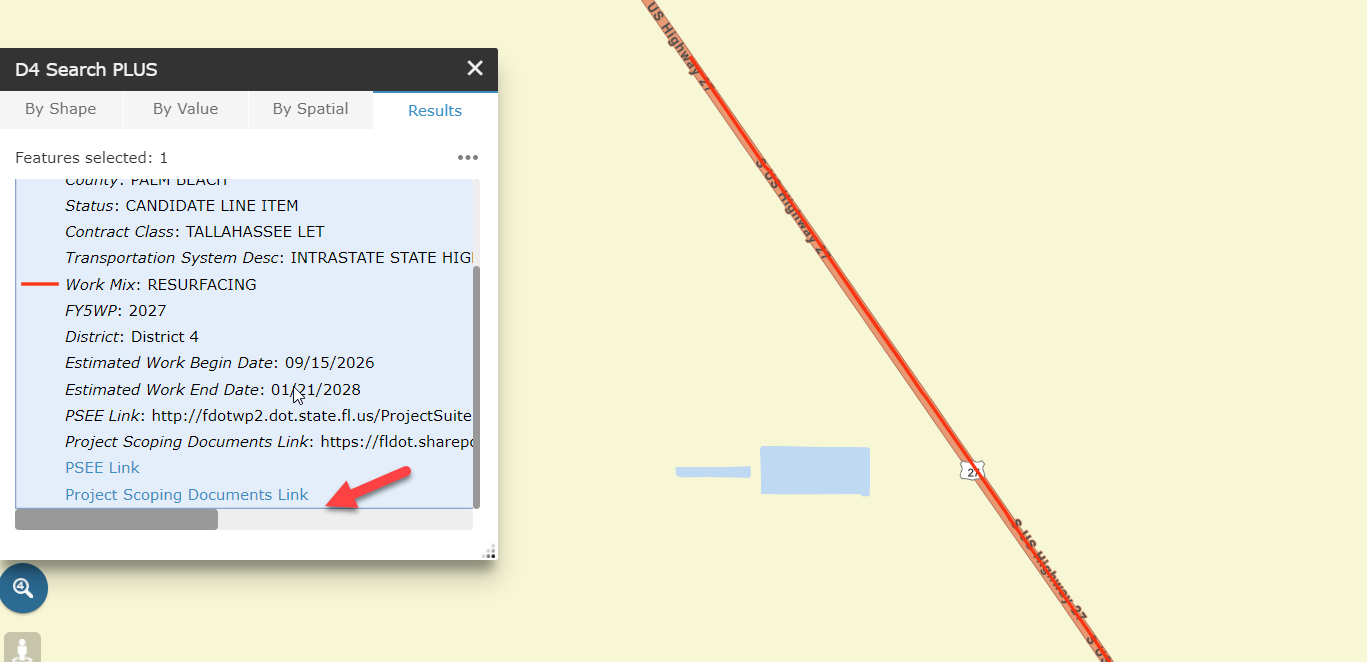 D4 Search PLUS
By Shape
By Value
By Spatial
Results
Features selected: 1
County: PALM BEACH
Status: CANDIDATE LINE ITEM
Contract Class: TALLAHASSEE LET
Transportation System Desc: INTRASTATE STATE HIG
Work Mix: RESURFACING
FY5WP: 2027
District: District 4
Estimated Work Begin Date: 09/15/2026
Estimated Work End Date: 01/21/2028
PSEE Link: http://fdotwp2.dot.state.fl.us/ProjectSuite
Project Scoping Documents Link: https://fldot.sharepo
PSEE Link
Project Scoping Documents Link
4
US Highway 27
S US Highway 27
27
S US Highway 27
S US